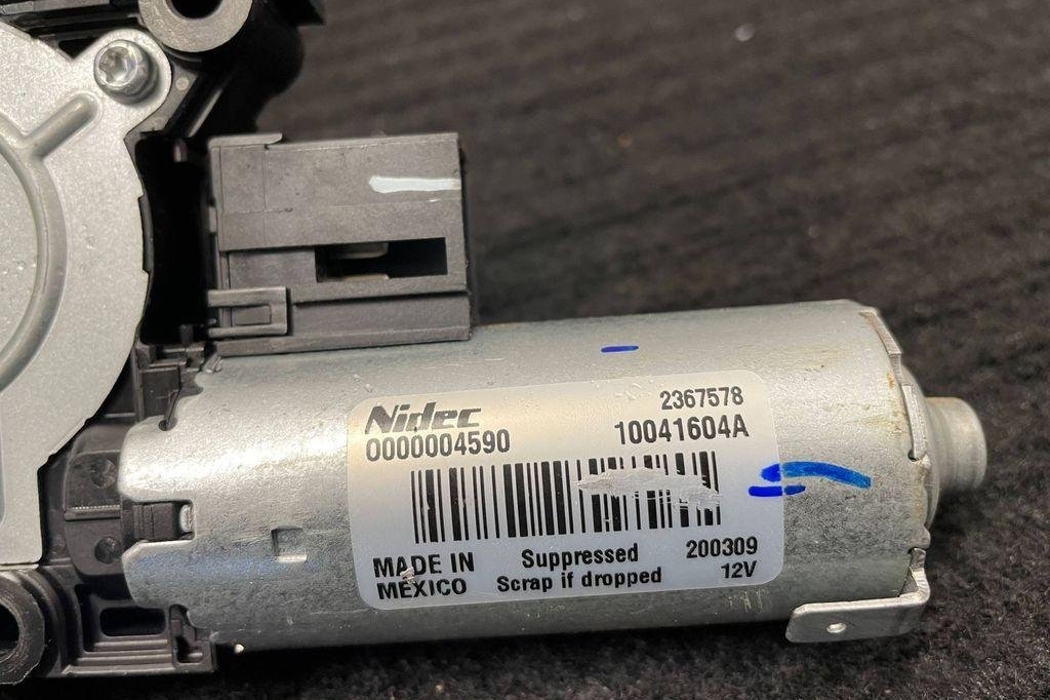 Nidec 2367578
0000004590 10041604A
MADE IN Suppressed 200309
MEXICO Scrap if dropped 12V